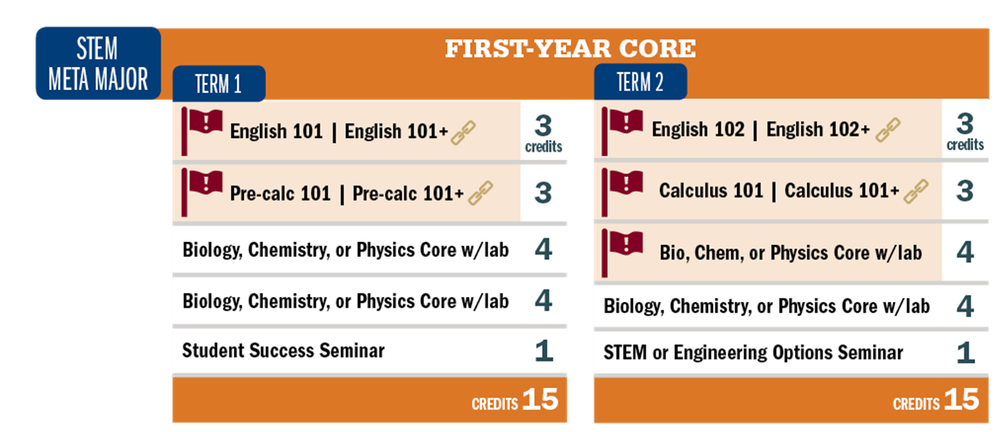 STEM
META MAJOR
FIRST-YEAR CORE
TERM 1
! English 101 | English 101+ 3
credits
! Pre-calc 101 | Pre-calc 101+ 3
Biology, Chemistry, or Physics Core w/lab 4
Biology, Chemistry, or Physics Core w/lab 4
Student Success Seminar 1
CREDITS 15
TERM 2
! English 102 | English 102+ 3
credits
! Calculus 101 | Calculus 101+ 3
! Bio, Chem, or Physics Core w/lab 4
Biology, Chemistry, or Physics Core w/lab 4
STEM or Engineering Options Seminar 1
CREDITS 15